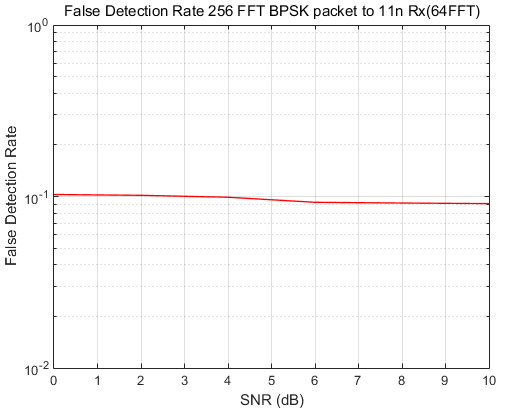 False Detection Rate 256 FFT BPSK packet to 11n Rx(64FFT)
10^0
10^-1
10^-2
False Detection Rate
0 1 2 3 4 5 6 7 8 9 10
SNR (dB)